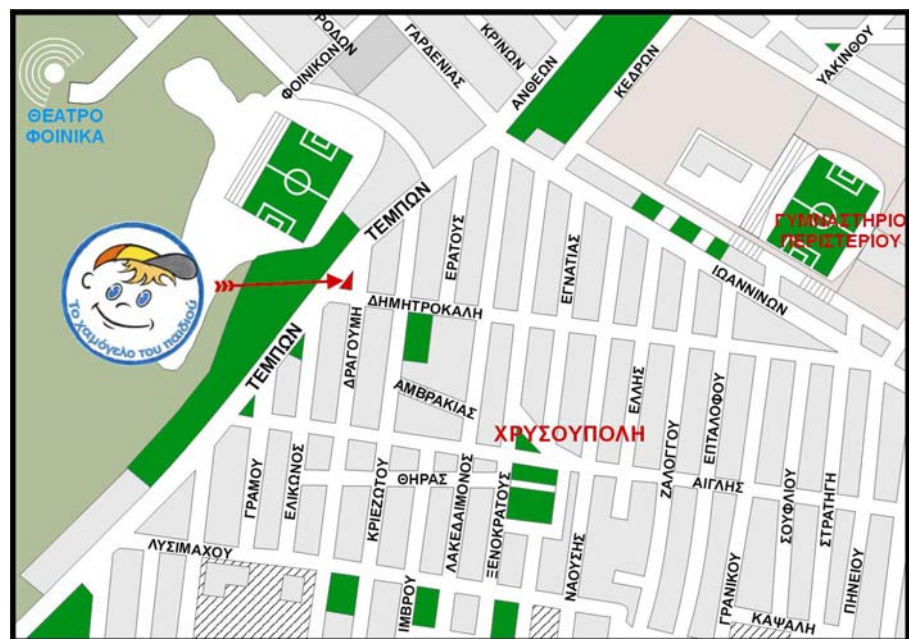 ΡΟΔΩΝ
ΦΟΙΝΙΚΩΝ
ΓΑΡΔΕΝΙΑΣ
ΚΡΙΝΩΝ
ΑΝΘΕΩΝ
ΚΕΔΡΩΝ
ΥΑΚΙΝΘΟΥ
ΘΕΑΤΡΟ
ΦΟΙΝΙΚΑ
ΤΕΜΠΩΝ
ΕΡΑΤΟΥΣ
ΕΓΝΑΤΙΑΣ
ΓΥΜΝΑΣΤΗΡΙΟ
ΠΕΡΙΣΤΕΡΙΟΥ
ΙΩΑΝΝΙΝΩΝ
Το χαμόγελο του παιδιού
ΔΗΜΗΤΡΟΚΑΛΗ
ΤΕΜΠΩΝ
ΔΡΑΓΟΥΜΗ
ΑΜΒΡΑΚΙΑΣ
ΕΛΛΗΣ
ΧΡΥΣΟΥΠΟΛΗ
ΖΑΛΟΓΓΟΥ
ΕΠΤΑΛΟΦΟΥ
ΓΡΑΜΟΥ
ΕΛΙΚΩΝΟΣ
ΘΗΡΑΣ
ΚΡΙΕΖΩΤΟΥ
ΛΑΚΕΔΑΙΜΟΝΟΣ
ΞΕΝΟΚΡΑΤΟΥΣ
ΑΙΓΛΗΣ
ΣΟΥΦΛΙΟΥ
ΣΤΡΑΤΗΓΗ
ΛΥΣΙΜΑΧΟΥ
ΙΜΒΡΟΥ
ΝΑΟΥΣΗΣ
ΓΡΑΝΙΚΟΥ
ΚΑΨΑΛΗ
ΠΗΝΕΙΟΥ